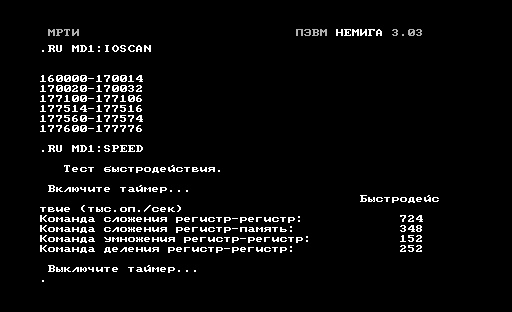 МРТИ ПЭВМ НЕМИГА 3.03
.RU MD1:IOSCAN
160000-170014
170020-170032
177100-177106
177514-177516
177560-177574
177600-177776
.RU MD1:SPEED
Тест быстродействия.
Включите таймер...
Быстродейс
твие (тыс.оп./сек)
Команда сложения регистр-регистр: 724
Команда сложения регистр-память: 348
Команда умножения регистр-регистр: 152
Команда деления регистр-регистр: 252
Выключите таймер...
.